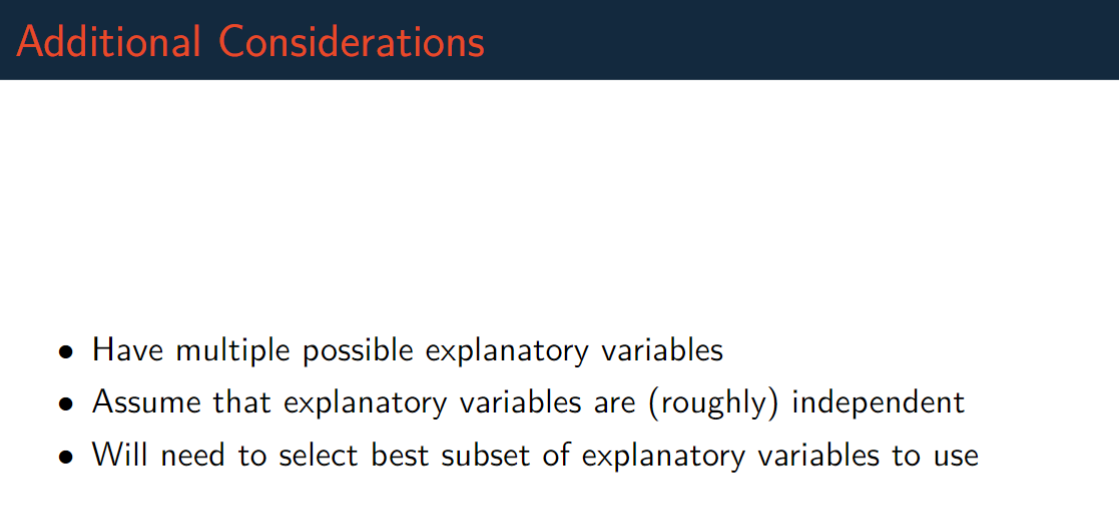 Additional Considerations
• Have multiple possible explanatory variables
• Assume that explanatory variables are (roughly) independent
• Will need to select best subset of explanatory variables to use